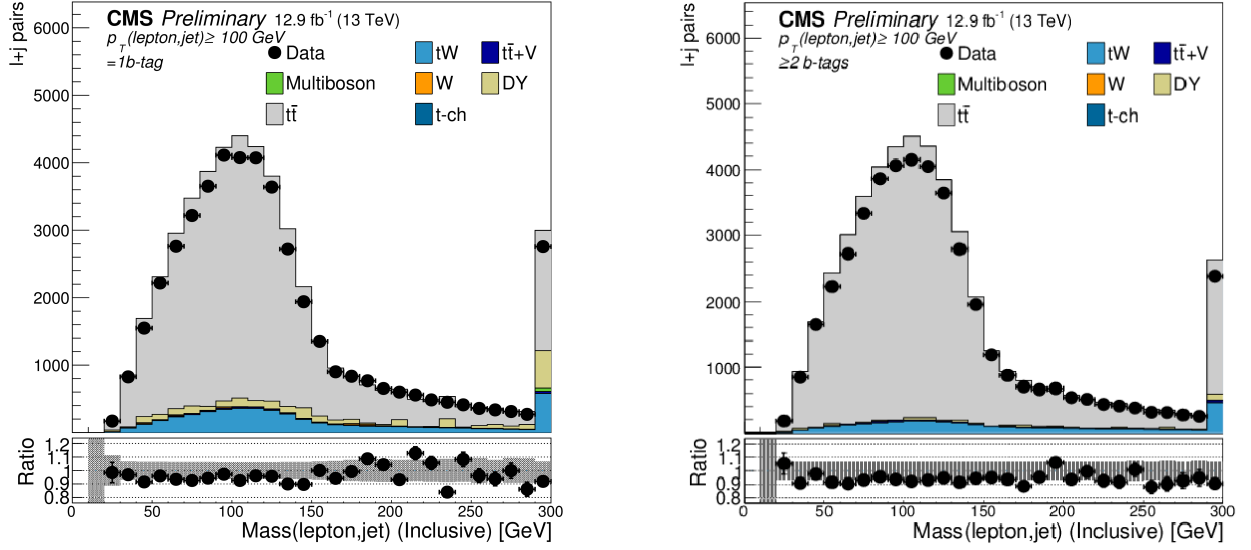 CMS Preliminary 12.9 fb⁻¹ (13 TeV)
p_T(lepton,jet) ≥ 100 GeV
=1b-tag
Data
Multiboson
tt̄
tW
W
t-ch
tt̄+V
DY
l+j pairs
6000
5000
4000
3000
2000
1000
Ratio
1.2
1.1
1
0.9
0.8
0 50 100 150 200 250 300
Mass(lepton,jet) (Inclusive) [GeV]
CMS Preliminary 12.9 fb⁻¹ (13 TeV)
p_T(lepton,jet) ≥ 100 GeV
≥2 b-tags
Data
Multiboson
tt̄
tW
W
t-ch
tt̄+V
DY
l+j pairs
6000
5000
4000
3000
2000
1000
Ratio
1.2
1.1
1
0.9
0.8
0 50 100 150 200 250 300
Mass(lepton,jet) (Inclusive) [GeV]